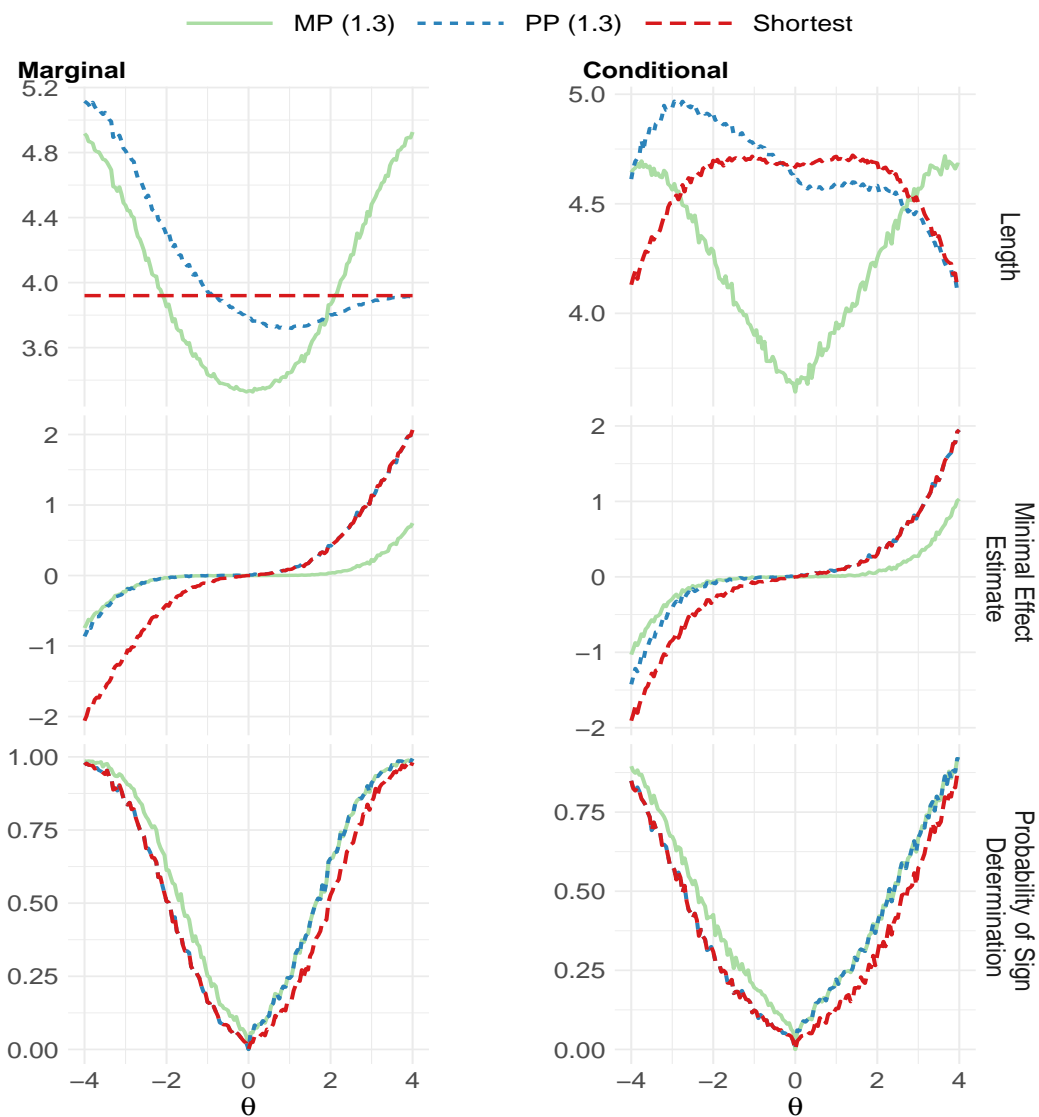 MP (1.3) PP (1.3) Shortest
Marginal Conditional
5.2
4.8
4.4
4.0
3.6
5.0
4.5
4.0
Length
2
1
0
−1
−2
2
1
0
−1
−2
Minimal Effect
Estimate
1.00
0.75
0.50
0.25
0.00
0.75
0.50
0.25
0.00
Probability of Sign
Determination
−4 −2 0 2 4
−4 −2 0 2 4
θ θ